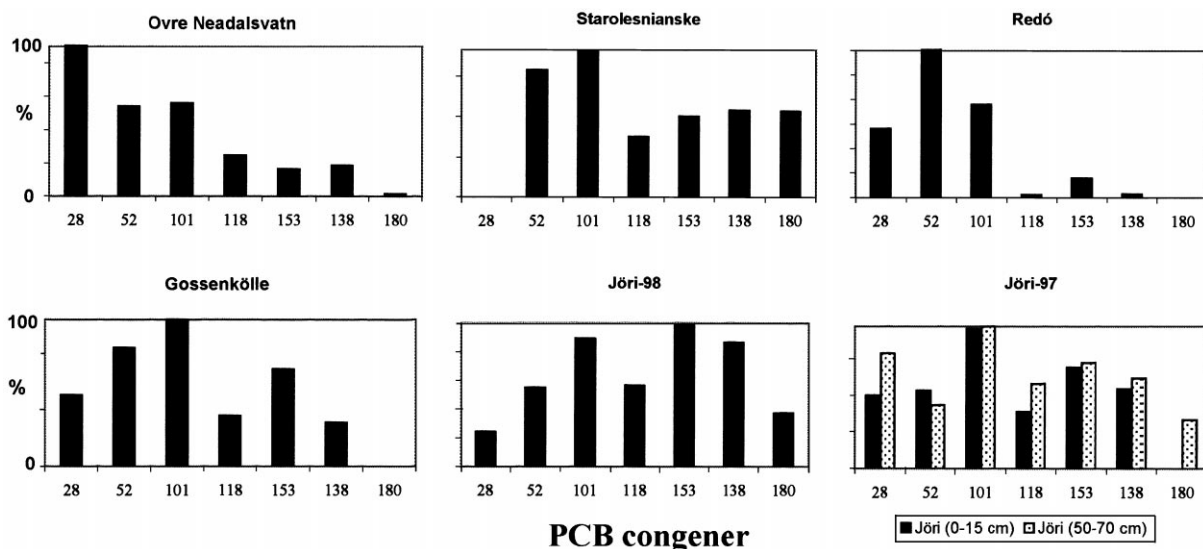 Ovre Neadalsvatn
100
%
0
28 52 101 118 153 138 180
Starolesnianske
52 101 118 153 138 180
28
Redó
28 52 101 118 153 138 180
Gossenkölle
100
%
0
28 52 101 118 153 138 180
Jöri-98
28 52 101 118 153 138 180
Jöri-97
28 52 101 118 153 138 180
Jöri (0-15 cm) Jöri (50-70 cm)
PCB congener